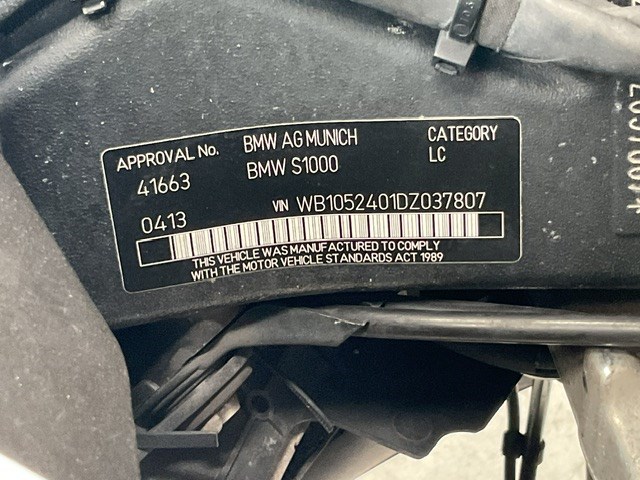 APPROVAL No. BMW AG MUNICH CATEGORY
41663 BMW S1000 LC
0413 VIN WB1052401DZ037807
THIS VEHICLE WAS MANUFACTURED TO COMPLY
WITH THE MOTOR VEHICLE STANDARDS ACT 1989